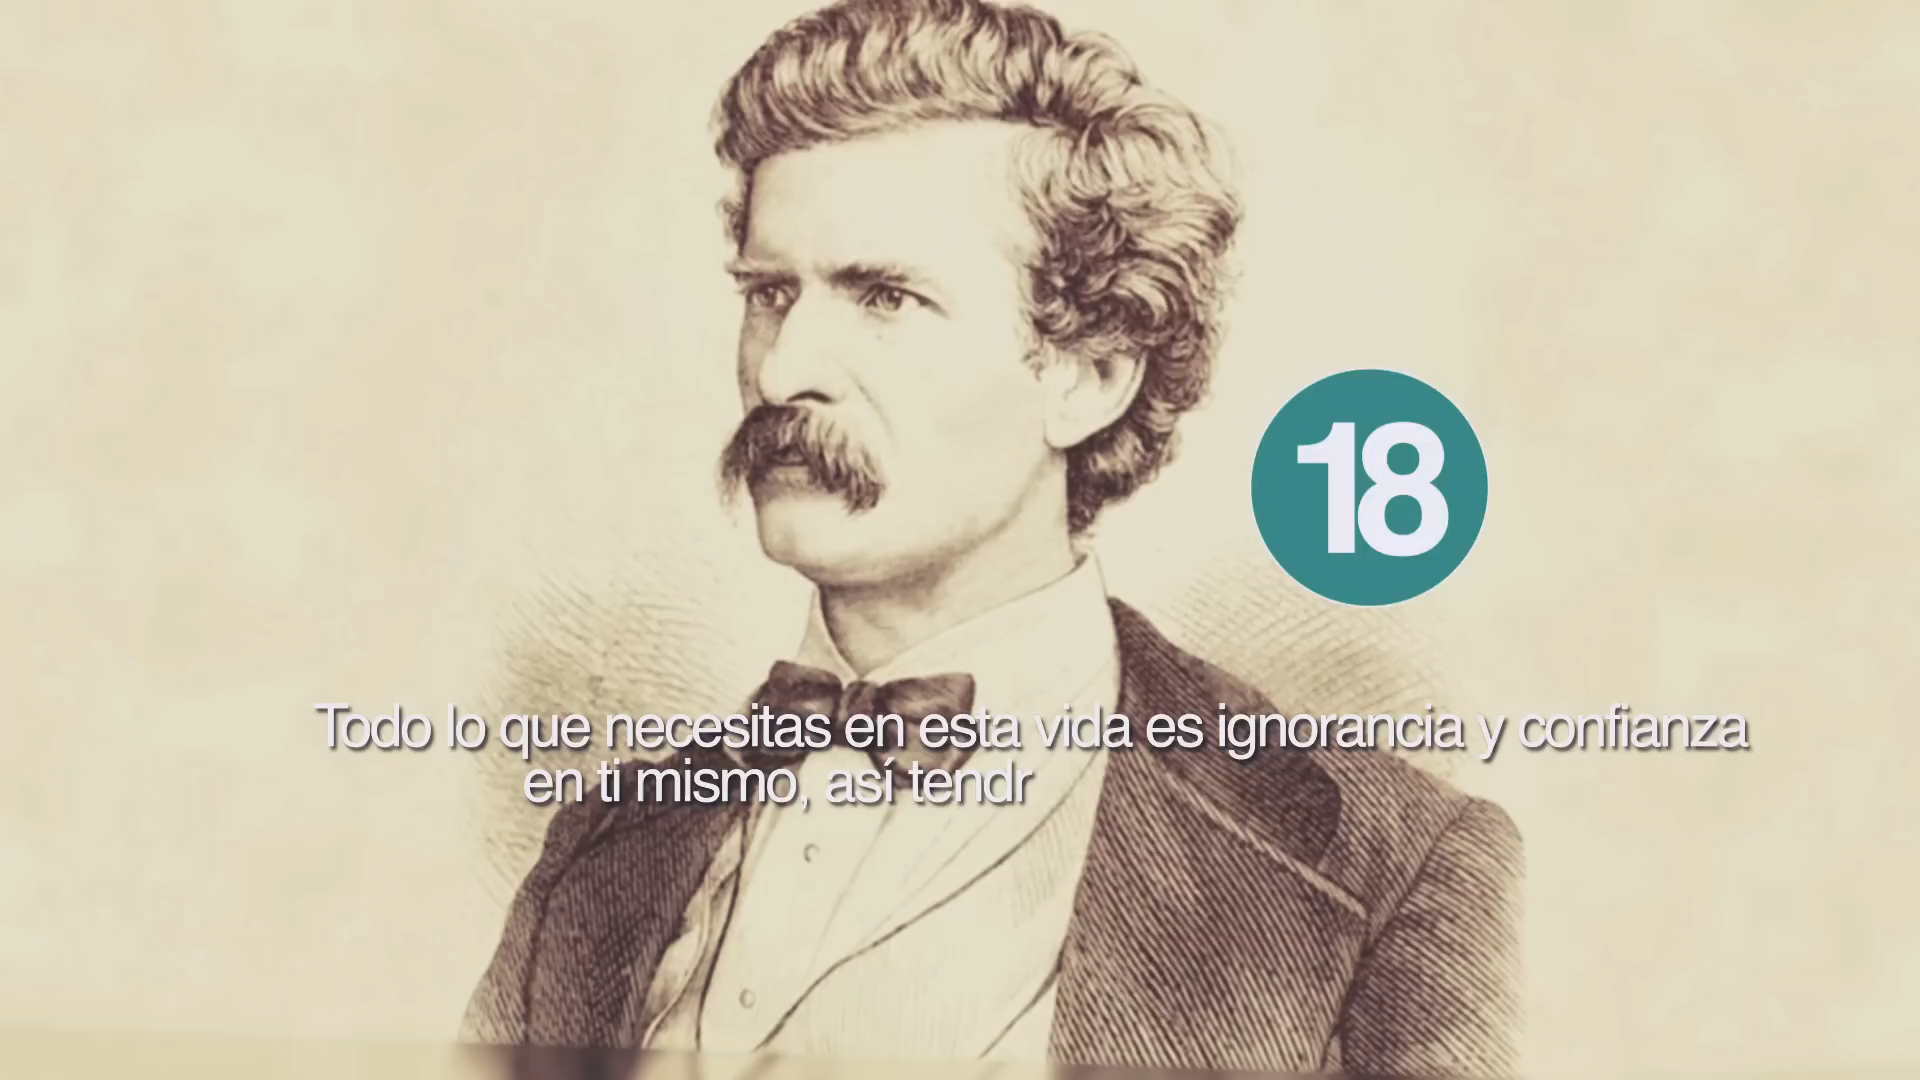 18
Todo lo que necesitas en esta vida es ignorancia y confianza
en ti mismo, así tendr